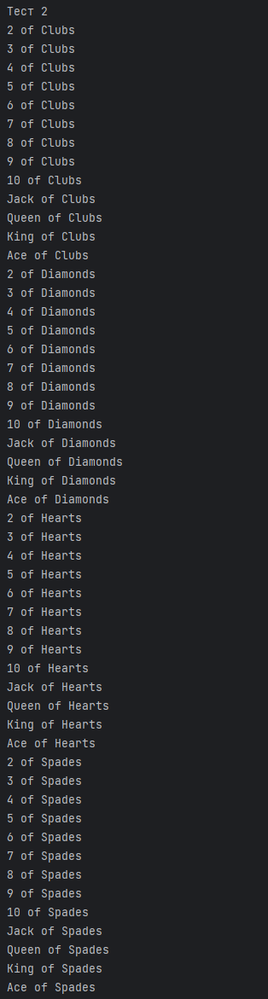 Тест 2
2 of Clubs
3 of Clubs
4 of Clubs
5 of Clubs
6 of Clubs
7 of Clubs
8 of Clubs
9 of Clubs
10 of Clubs
Jack of Clubs
Queen of Clubs
King of Clubs
Ace of Clubs
2 of Diamonds
3 of Diamonds
4 of Diamonds
5 of Diamonds
6 of Diamonds
7 of Diamonds
8 of Diamonds
9 of Diamonds
10 of Diamonds
Jack of Diamonds
Queen of Diamonds
King of Diamonds
Ace of Diamonds
2 of Hearts
3 of Hearts
4 of Hearts
5 of Hearts
6 of Hearts
7 of Hearts
8 of Hearts
9 of Hearts
10 of Hearts
Jack of Hearts
Queen of Hearts
King of Hearts
Ace of Hearts
2 of Spades
3 of Spades
4 of Spades
5 of Spades
6 of Spades
7 of Spades
8 of Spades
9 of Spades
10 of Spades
Jack of Spades
Queen of Spades
King of Spades
Ace of Spades